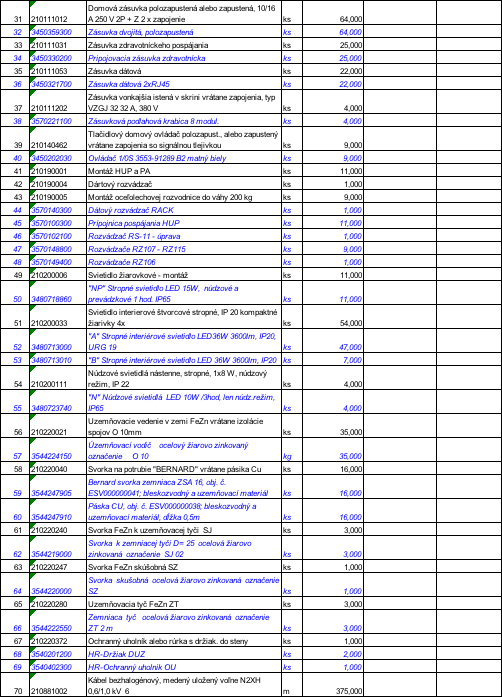 Domová zásuvka polozapustená alebo zapustená, 10/16
31 210111012 A 250 V 2P + Z 2 x zapojenie ks 64,000
32 3450359300 Zásuvka dvojitá, polozapustená ks 64,000
33 210111031 Zásuvka zdravotníckeho pospájania ks 25,000
34 3450330200 Pripojovacia zásuvka zdravotnícka ks 25,000
35 210111053 Zásuvka dátová ks 22,000
36 3450321700 Zásuvka dátová 2xRJ45 ks 22,000
Zásuvka vonkajšia istená v skrini vrátane zapojenia, typ
37 210111202 VZGJ 32 32 A, 380 V ks 4,000
38 3570221100 Zásuvková podlahová krabica 8 modul. ks 4,000
Tlačidlový domový ovládač polozapust., alebo zapustený
39 210140462 vrátane zapojenia so signálnou tlejivkou ks 9,000
40 3450202030 Ovládač 1/0S 3553-91289 B2 matný biely ks 9,000
41 210190001 Montáž HUP a PA ks 11,000
42 210190004 Dártový rozvádzač ks 1,000
43 210190005 Montáž oceľolechovej rozvodnice do váhy 200 kg ks 9,000
44 3570140300 Dátový rozvádzač RACK ks 1,000
45 3570100300 Prípojnica pospájania HUP ks 11,000
46 3570102100 Rozvádzač RS-11 - úprava ks 1,000
47 3570148800 Rozvádzače RZ107 - RZ115 ks 9,000
48 3570149400 Rozvádzače RZ106 ks 1,000
49 210200006 Svietidlo žiarovkové - montáž ks 11,000
"NP" Stropné svietidlo LED 15W, núdzové a
50 3480718860 prevádzkové 1 hod. IP65 ks 11,000
Svietidlo interierové štvorcové stropné, IP 20 kompaktné
51 210200033 žiarivky 4x ks 54,000
"A" Stropné interiérové svietidlo LED36W 3600lm, IP20,
52 3480713000 URG 19 ks 47,000
53 3480713010 "B" Stropné interiérové svietidlo LED 36W 3600lm, IP20 ks 7,000
Núdzové svietidlá nástenne, stropné, 1x8 W, núdzový
54 210200111 režim, IP 22 ks 4,000
"N" Núdzové svietidlá LED 10W /3hod, len núdz.režim,
55 3480723740 IP65 ks 4,000
Uzemňovacie vedenie v zemi FeZn vrátane izolácie
56 210220021 spojov O 10mm ks 35,000
Územňovací vodič ocelový žiarovo zinkovaný
57 3544224150 označenie O 10 kg 35,000
58 210220040 Svorka na potrubie "BERNARD" vrátane pásika Cu ks 16,000
Bernard svorka zemniaca ZSA 16, obj. č.
59 3544247905 ESV000000041; bleskozvodný a uzemňovací materiál ks 16,000
Páska CU, obj. č. ESV000000038; bleskozvodný a
60 3544247910 uzemňovací materiál, dĺžka 0,5m ks 16,000
61 210220240 Svorka FeZn k uzemňovacej tyči SJ ks 3,000
Svorka k zemniacej tyči D= 25 ocelová žiarovo
62 3544219000 zinkovaná označenie SJ 02 ks 3,000
63 210220247 Svorka FeZn skúšobná SZ ks 1,000
Svorka skušobná ocelová žiarovo zinkovaná označenie
64 3544220000 SZ ks 1,000
65 210220280 Uzemňovacia tyč FeZn ZT ks 3,000
Zemniaca tyč ocelová žiarovo zinkovaná označenie
66 3544222550 ZT 2 m ks 3,000
67 210220372 Ochranný uholník alebo rúrka s držiak. do steny ks 1,000
68 3540201200 HR-Držiak DUZ ks 2,000
69 3540402300 HR-Ochranný uholník OU ks 1,000
Kábel bezhalogénový, medený uložený voľne N2XH
70 210881002 0,6/1,0 kV 6 m 375,000